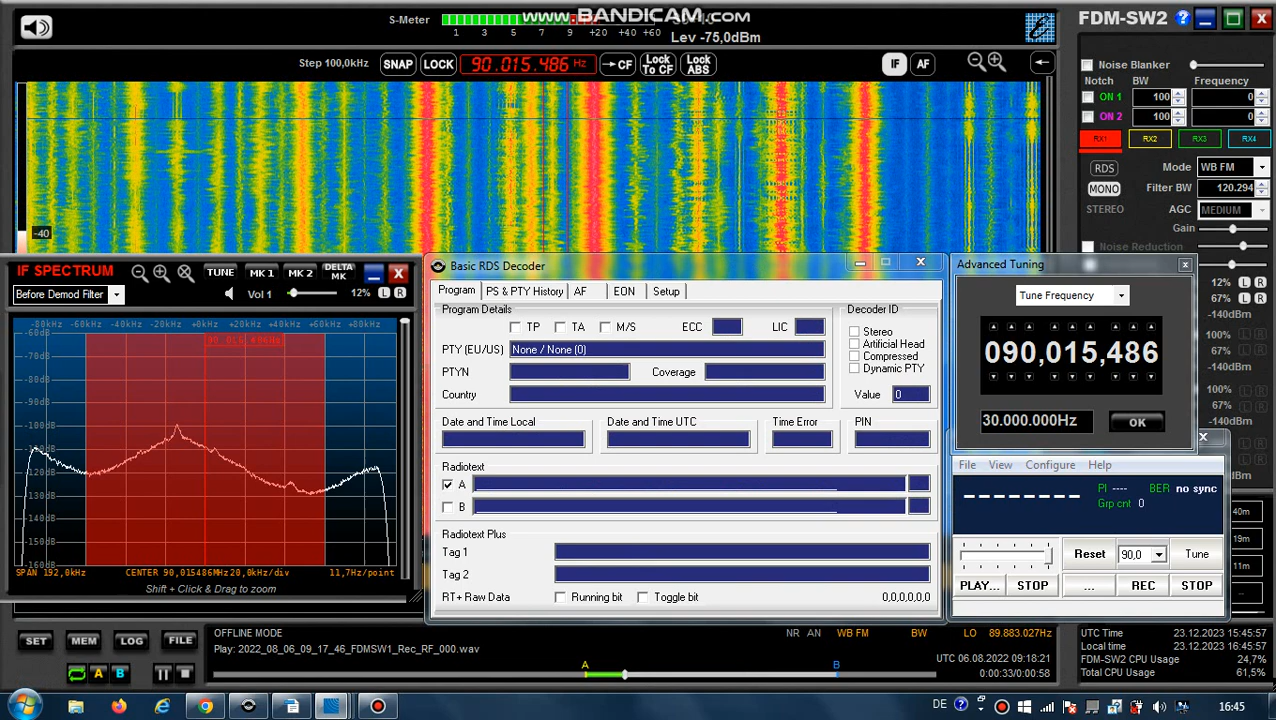 S-Meter
www.BANDICAM.com
1 3 5 7 9 +20 +40 +60
Lev -75,0dBm
FDM-SW2
Step 100,0kHz
SNAP
LOCK
90.015.486 Hz
→CF
Lock To CF
Lock ABS
IF
AF
Noise Blanker
Notch BW Frequency
ON 1 100 0
ON 2 100 0
RX1 RX2 RX3 RX4
RDS
Mode WB FM
MONO
Filter BW 120.294
STEREO
AGC MEDIUM
Gain
Noise Reduction
-40
IF SPECTRUM
TUNE
MK 1
MK 2
DELTA MK
Before Demod Filter
Vol 1
12%
L R
-80kHz -60kHz -40kHz -20kHz +0kHz +20kHz +40kHz +60kHz +80kHz
-60dB
-70dB
-80dB
-90dB
-100dB
-110dB
-120dB
-130dB
-140dB
-150dB
-160dB
SPAN 192,0kHz CENTER 90,015486MHz 20,0kHz/div 11,7Hz/point
Shift + Click & Drag to zoom
Basic RDS Decoder
Program PS & PTY History AF EON Setup
Program Details
TP TA M/S ECC LIC
PTY (EU/US) None / None (0)
PTYN Coverage
Country
Decoder ID
Stereo
Artificial Head
Compressed
Dynamic PTY
Value 0
Date and Time Local
Date and Time UTC
Time Error
PIN
Radiotext
A
B
Radiotext Plus
Tag 1
Tag 2
RT+ Raw Data Running bit Toggle bit 0,0,0,0,0
Advanced Tuning
Tune Frequency
090,015,486
30.000.000Hz
OK
12% L R
67% L R
-140dBm
100%
67%
-140dBm
100%
67%
-140dBm
File View Configure Help
PI ---- BER no sync
Grp cnt 0
Reset 90,0 Tune
PLAY... STOP ... REC STOP
40m
19m
11m
SET MEM LOG FILE
A B
OFFLINE MODE
NR AN WB FM BW LO 89.883.027Hz
Play: 2022_08_06_09_17_46_FDMSW1_Rec_RF_000.wav
A B
UTC 06.08.2022 09:18:21
0:00:33/0:00:58
UTC Time 23.12.2023 15:45:57
Local time 23.12.2023 16:45:57
FDM-SW2 CPU Usage 24,7%
Total CPU Usage 61,5%
DE
16:45